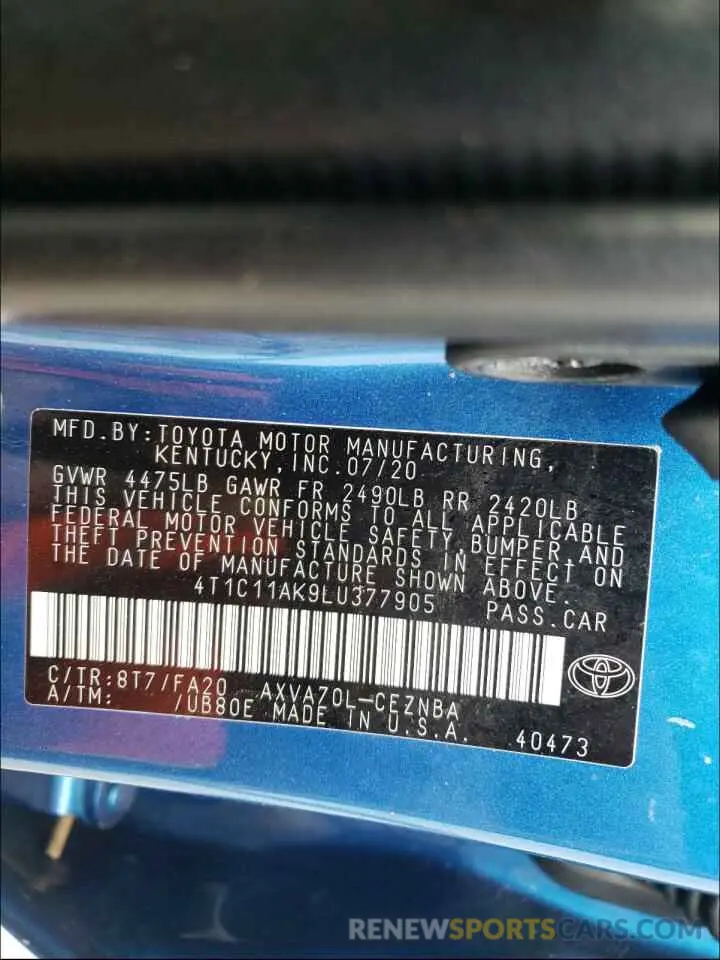 MFD.BY:TOYOTA MOTOR MANUFACTURING,
KENTUCKY,INC.07/20
GVWR 4475LB GAWR FR 2490LB RR 2420LB
THIS VEHICLE CONFORMS TO ALL APPLICABLE
FEDERAL MOTOR VEHICLE SAFETY,BUMPER AND
THEFT PREVENTION STANDARDS IN EFFECT ON
THE DATE OF MANUFACTURE SHOWN ABOVE.
4T1C11AK9LU377905 PASS.CAR
C/TR:8T7/FA20 AXVA70L-CEZNBA
A/TM: /UB80E MADE IN U.S.A. 40473
RENEWSPORTSCARS.COM